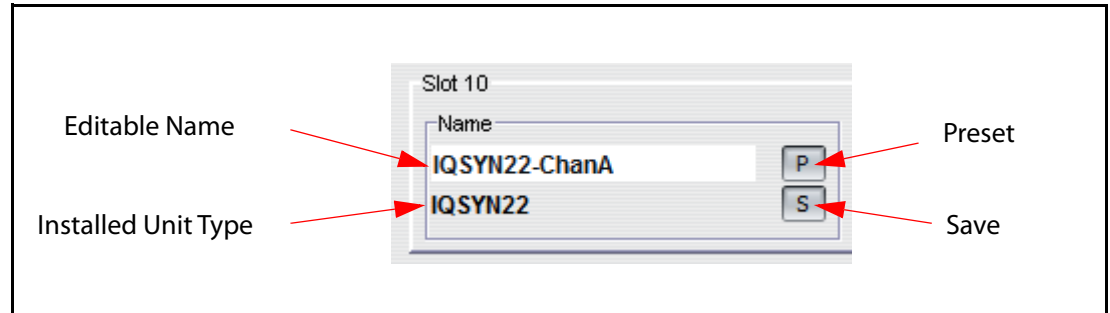 Slot 10
Name
Editable Name
IQSYN22-ChanA
P
Preset
Installed Unit Type
IQSYN22
S
Save